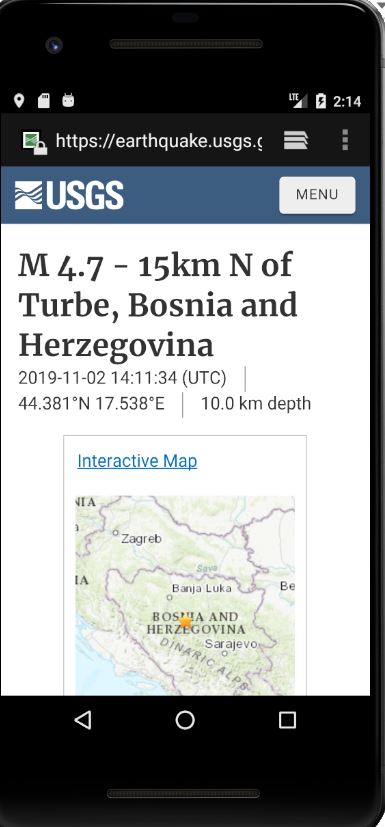 LTE 2:14
https://earthquake.usgs.g
USGS
MENU
M 4.7 - 15km N of
Turbe, Bosnia and
Herzegovina
2019-11-02 14:11:34 (UTC)
44.381°N 17.538°E 10.0 km depth
Interactive Map
NIA
Zagreb
Sava
IA
Banja Luka
Be
BOSNIA AND
HERZEGOVINA
Sarajevo
DINARIC ALPS